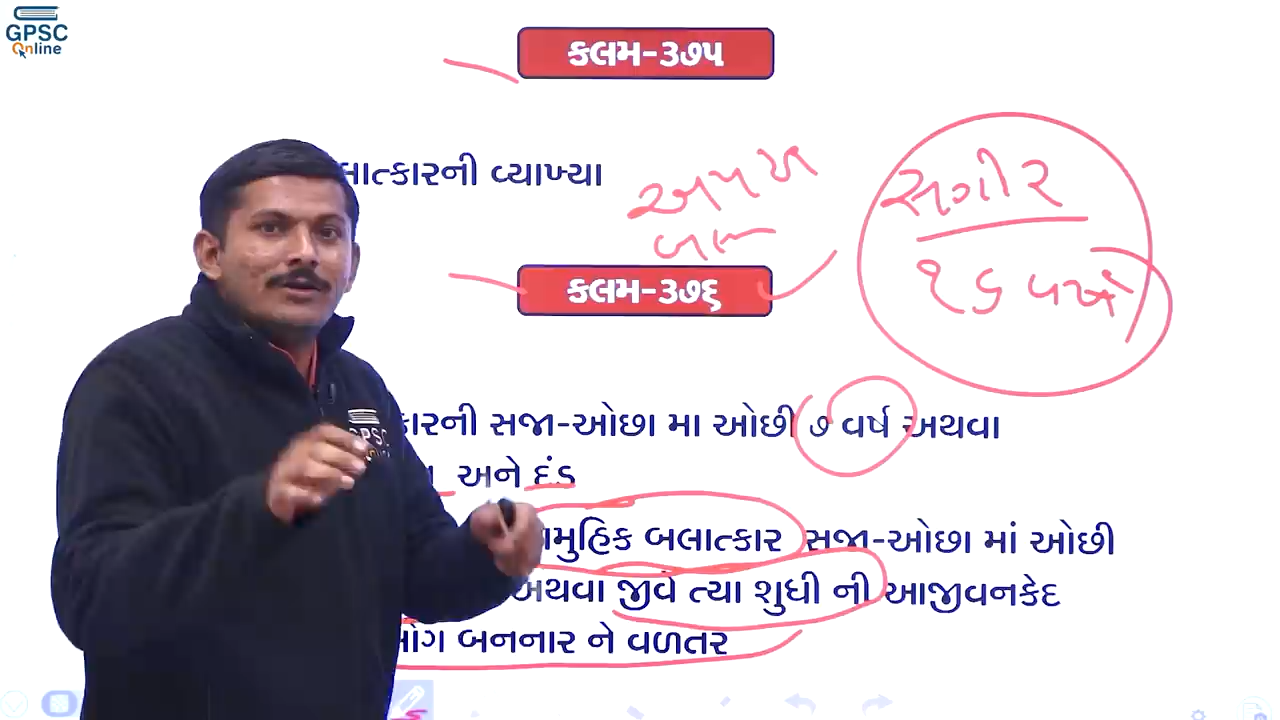 GPSC
Online
કલમ-૩૭૫
લાત્કારની વ્યાખ્યા
સગીર
૧૬ વર્ષ
કલમ-૩૭૬
કારની સજા-ઓછા મા ઓછી ૭ વર્ષ અથવા
અને દંડ
મુહિક બલાત્કાર સજા-ઓછા માં ઓછી
અથવા જીવે ત્યા શુધી ની આજીવનકેદ
ભોગ બનનાર ને વળતર
GPSC